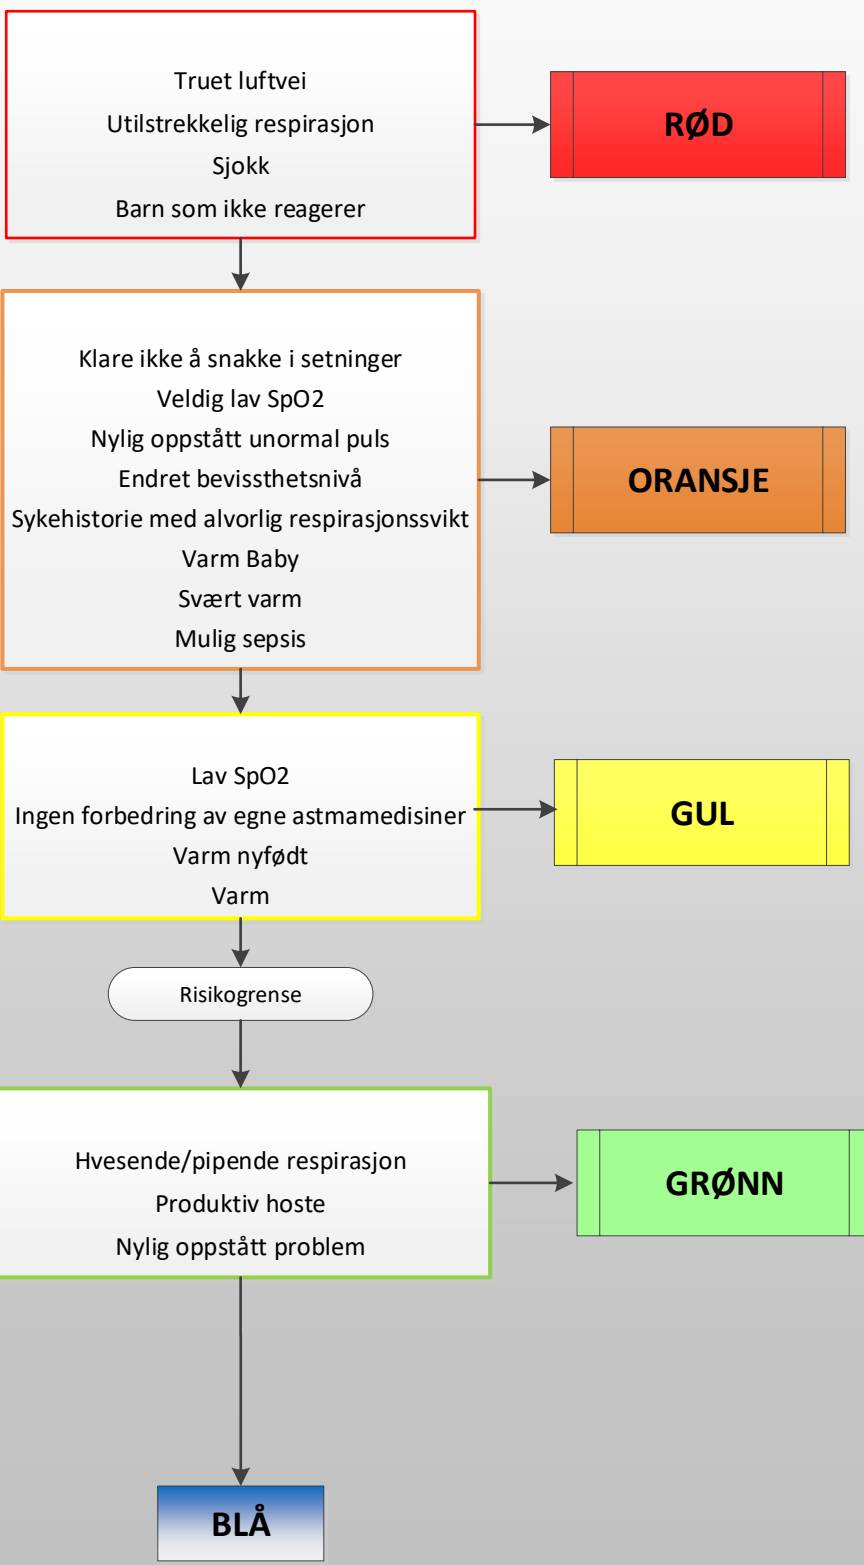 Truet luftvei
Utilstrekkelig respirasjon
Sjokk
Barn som ikke reagerer
RØD
Klare ikke å snakke i setninger
Veldig lav SpO2
Nylig oppstått unormal puls
Endret bevissthetsnivå
Sykehistorie med alvorlig respirasjonssvikt
Varm Baby
Svært varm
Mulig sepsis
ORANSJE
Lav SpO2
Ingen forbedring av egne astmamedisiner
Varm nyfødt
Varm
GUL
Risikogrense
Hvesende/pipende respirasjon
Produktiv hoste
Nylig oppstått problem
GRØNN
BLÅ